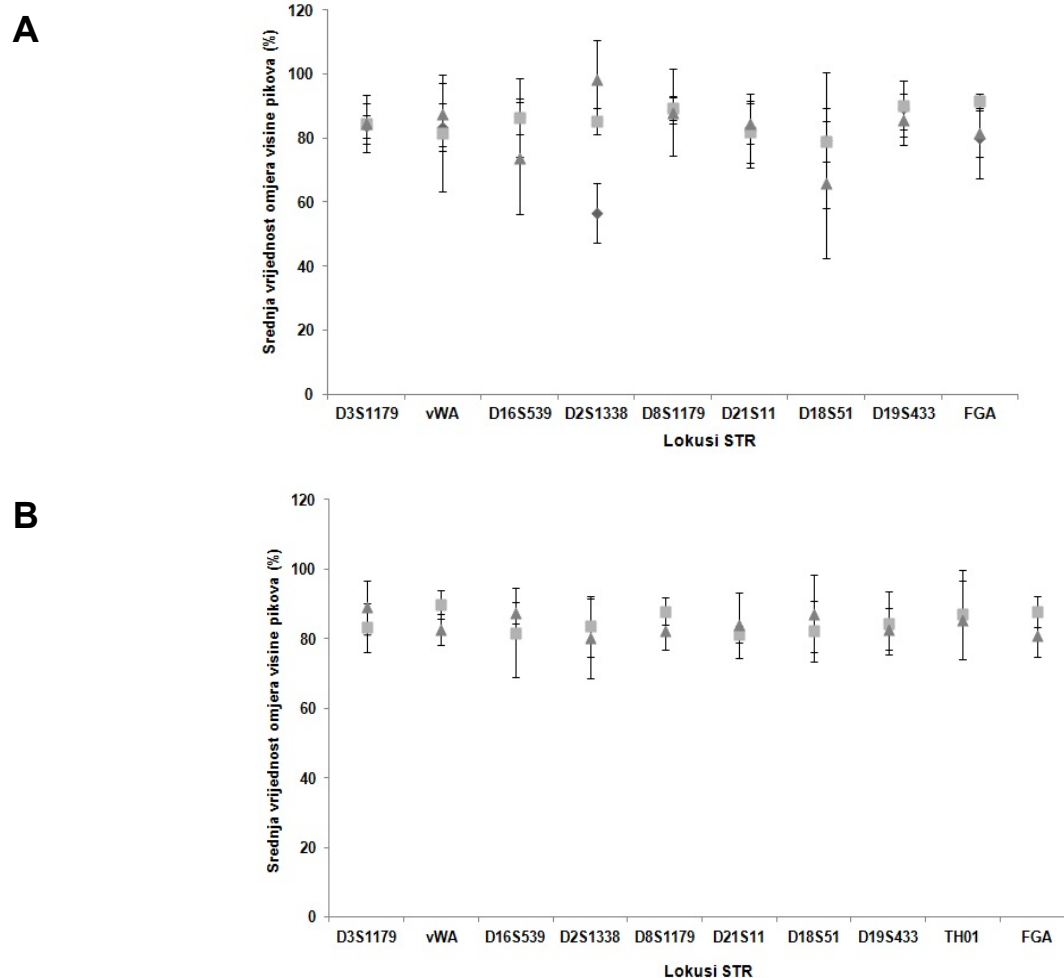 A
Srednja vrijednost omjera visine pikova (%)
120
100
80
60
40
20
0
D3S1179 vWA D16S539 D2S1338 D8S1179 D21S11 D18S51 D19S433 FGA
Lokusi STR
B
Srednja vrijednost omjera visine pikova (%)
120
100
80
60
40
20
0
D3S1179 vWA D16S539 D2S1338 D8S1179 D21S11 D18S51 D19S433 TH01 FGA
Lokusi STR